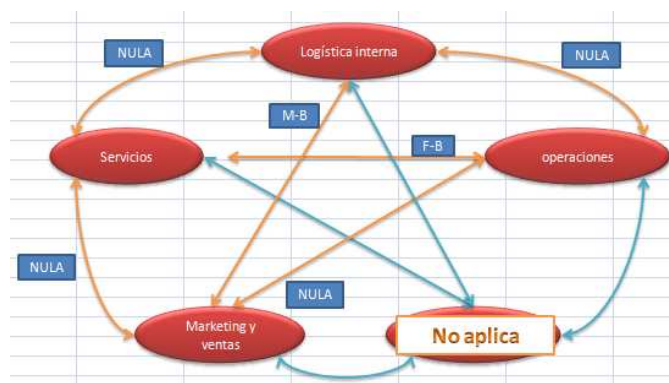 Logística interna
NULA
NULA
M-B
F-B
Servicios
operaciones
NULA
NULA
Marketing y
ventas
No aplica